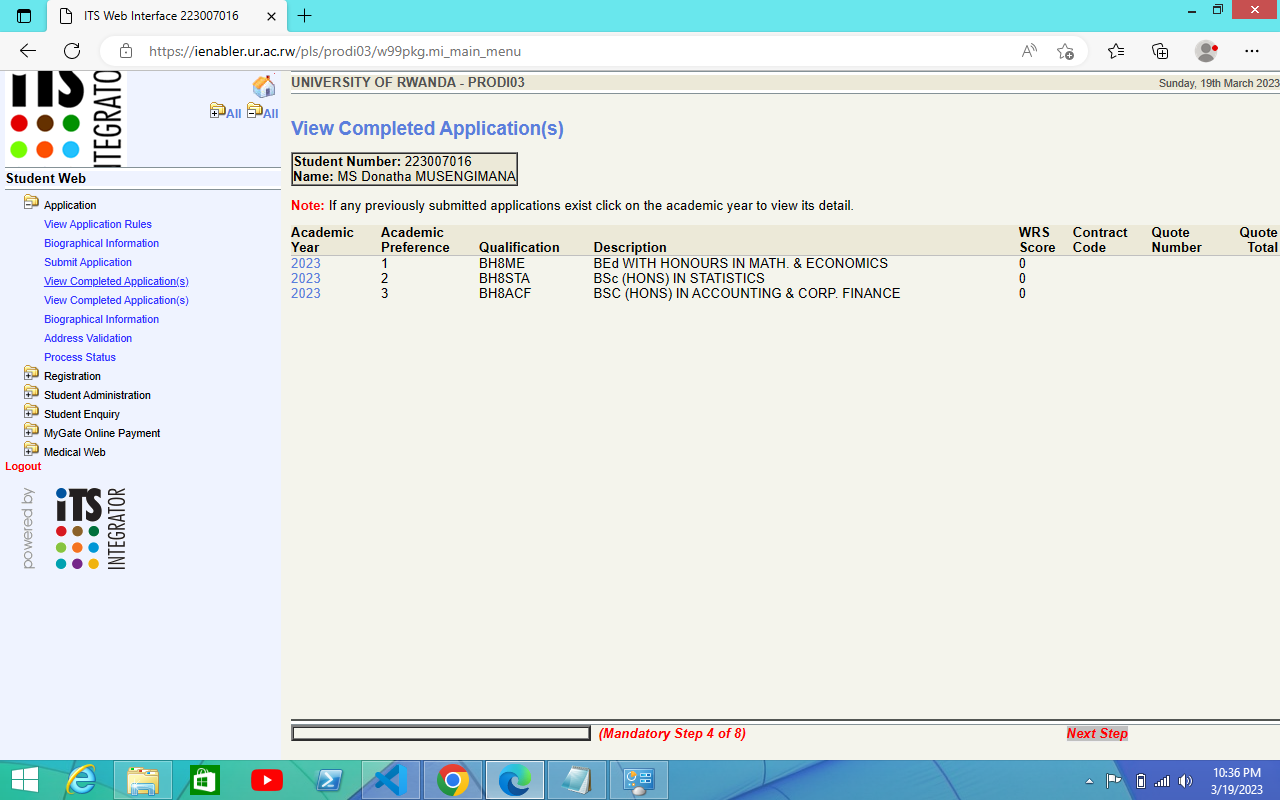 ITS Web Interface 223007016
https://ienabler.ur.ac.rw/pls/prodi03/w99pkg.mi_main_menu
iTS INTEGRATOR
All All
Student Web
Application
View Application Rules
Biographical Information
Submit Application
View Completed Application(s)
View Completed Application(s)
Biographical Information
Address Validation
Process Status
Registration
Student Administration
Student Enquiry
MyGate Online Payment
Medical Web
Logout
powered by iTS INTEGRATOR
UNIVERSITY OF RWANDA - PRODI03 Sunday, 19th March 2023
View Completed Application(s)
Student Number: 223007016
Name: MS Donatha MUSENGIMANA
Note: If any previously submitted applications exist click on the academic year to view its detail.
Academic Year Academic Preference Qualification Description WRS Score Contract Code Quote Number Quote Total
2023 1 BH8ME BEd WITH HONOURS IN MATH. & ECONOMICS 0
2023 2 BH8STA BSc (HONS) IN STATISTICS 0
2023 3 BH8ACF BSC (HONS) IN ACCOUNTING & CORP. FINANCE 0
(Mandatory Step 4 of 8) Next Step
10:36 PM
3/19/2023